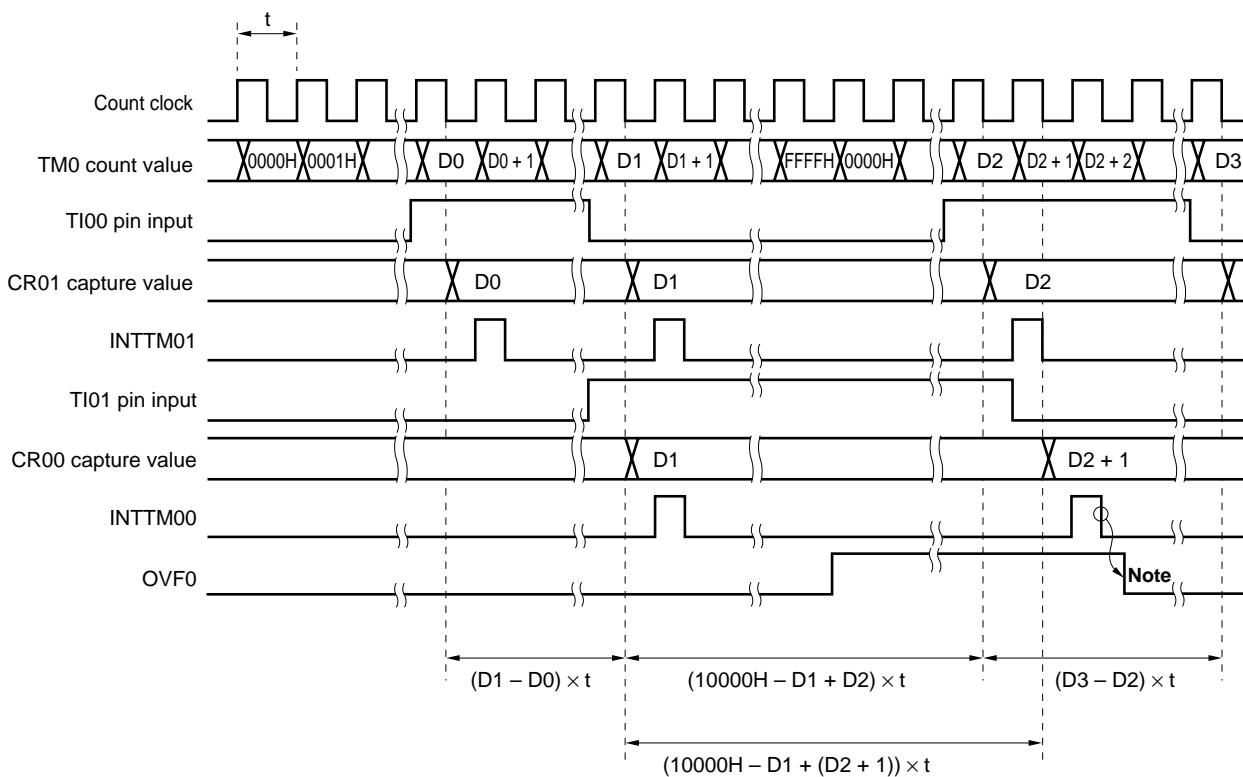 t
Count clock
TM0 count value
0000H 0001H D0 D0 + 1 D1 D1 + 1 FFFFH 0000H D2 D2 + 1 D2 + 2 D3
TI00 pin input
CR01 capture value
D0 D1 D2
INTTM01
TI01 pin input
CR00 capture value
D1 D2 + 1
INTTM00
OVF0
Note
(D1 – D0) × t (10000H – D1 + D2) × t (D3 – D2) × t
(10000H – D1 + (D2 + 1)) × t